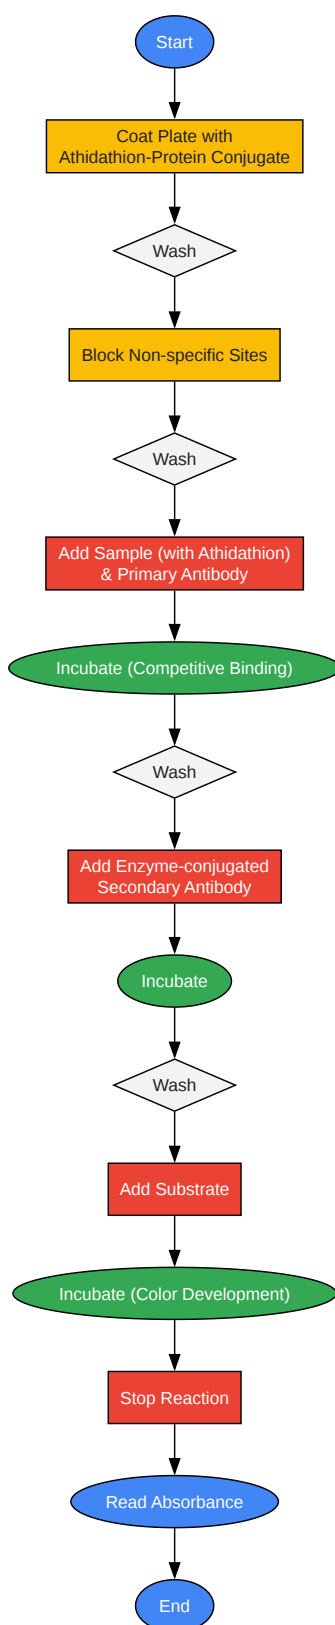 Start
Coat Plate with
Athidathion-Protein Conjugate
Wash
Block Non-specific Sites
Wash
Add Sample (with Athidathion)
& Primary Antibody
Incubate (Competitive Binding)
Wash
Add Enzyme-conjugated
Secondary Antibody
Incubate
Wash
Add Substrate
Incubate (Color Development)
Stop Reaction
Read Absorbance
End